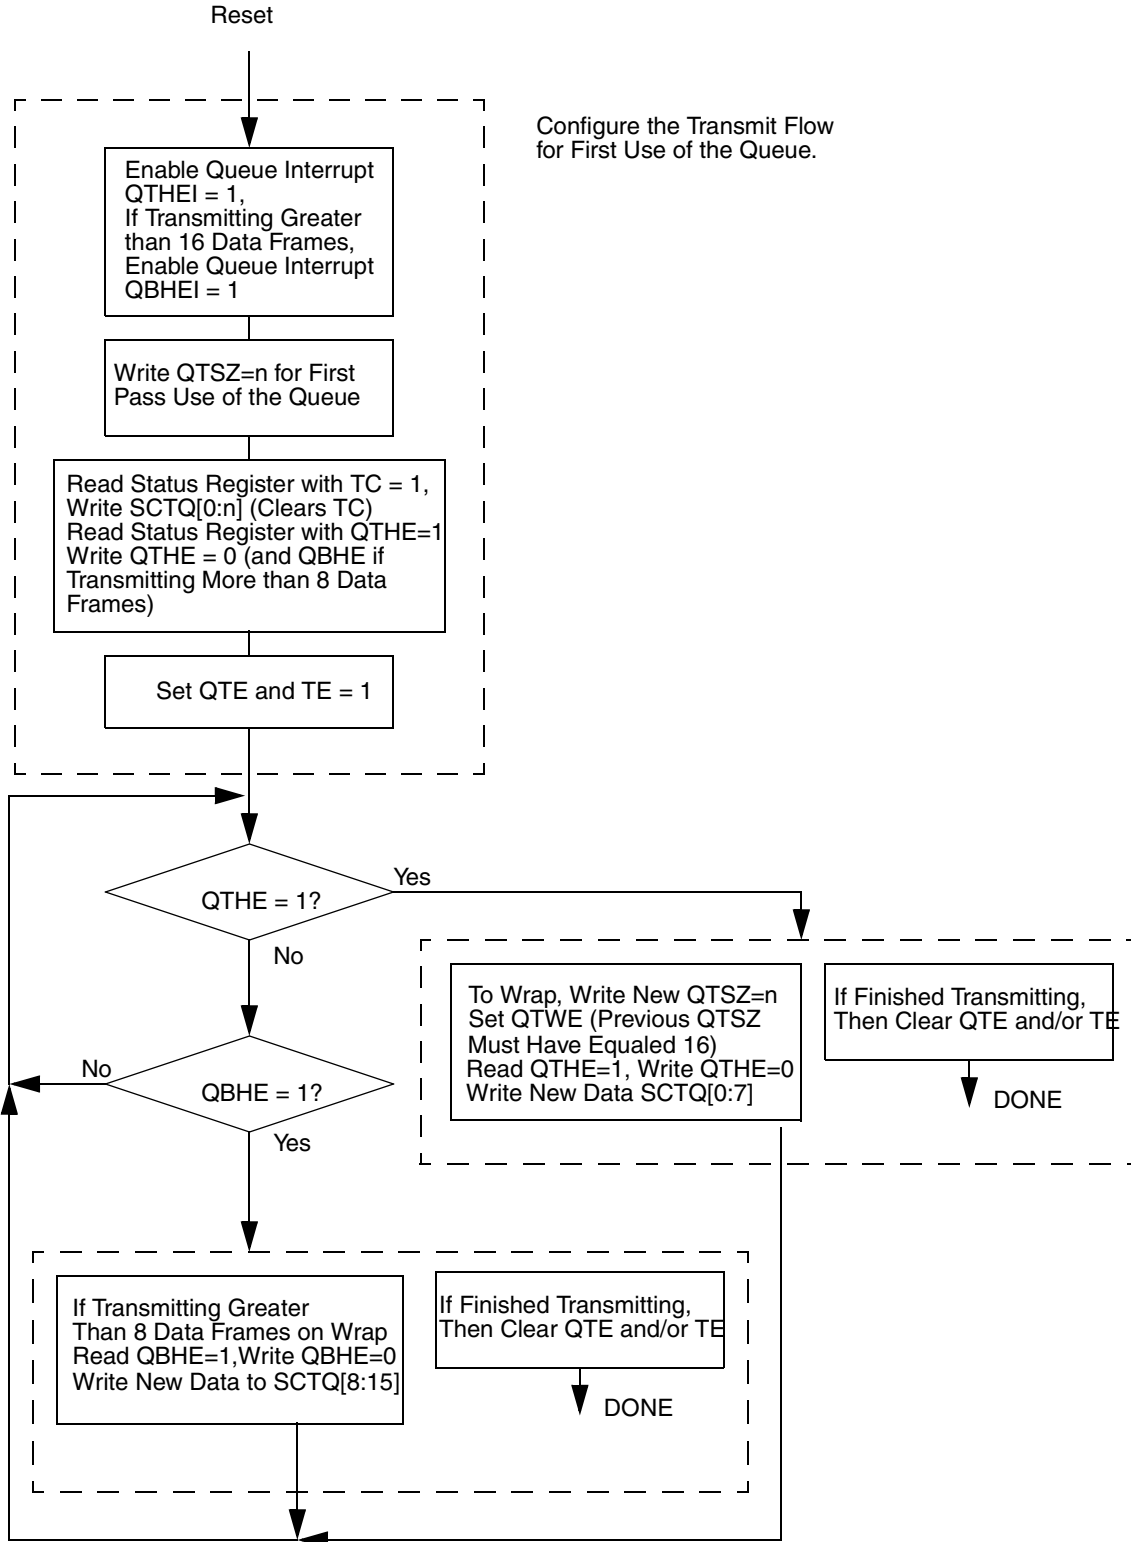 Reset
Configure the Transmit Flow
for First Use of the Queue.
Enable Queue Interrupt
QTHEI = 1,
If Transmitting Greater
than 16 Data Frames,
Enable Queue Interrupt
QBHEI = 1
Write QTSZ=n for First
Pass Use of the Queue
Read Status Register with TC = 1,
Write SCTQ[0:n] (Clears TC)
Read Status Register with QTHE=1
Write QTHE = 0 (and QBHE if
Transmitting More than 8 Data
Frames)
Set QTE and TE = 1
QTHE = 1?
Yes
No
To Wrap, Write New QTSZ=n
Set QTWE (Previous QTSZ
Must Have Equaled 16)
Read QTHE=1, Write QTHE=0
Write New Data SCTQ[0:7]
If Finished Transmitting,
Then Clear QTE and/or TE
DONE
QBHE = 1?
No
Yes
If Transmitting Greater
Than 8 Data Frames on Wrap
Read QBHE=1,Write QBHE=0
Write New Data to SCTQ[8:15]
If Finished Transmitting,
Then Clear QTE and/or TE
DONE